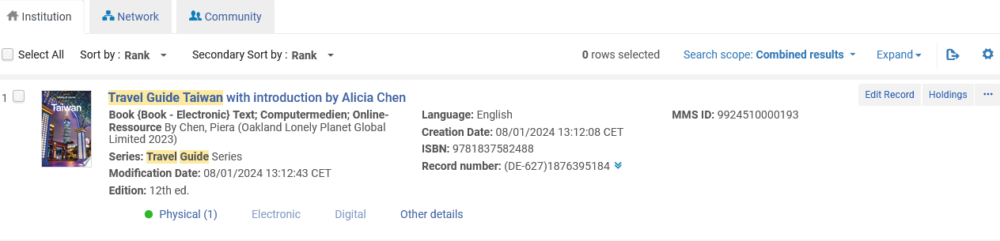 Institution Network Community
Select All Sort by : Rank Secondary Sort by : Rank 0 rows selected Search scope: Combined results Expand
1 Travel Guide Taiwan with introduction by Alicia Chen Edit Record Holdings ...
Taiwan
Book {Book - Electronic} Text; Computermedien; Online-
Ressource By Chen, Piera (Oakland Lonely Planet Global
Limited 2023)
Series: Travel Guide Series
Modification Date: 08/01/2024 13:12:43 CET
Edition: 12th ed.
Language: English
Creation Date: 08/01/2024 13:12:08 CET
ISBN: 9781837582488
Record number: (DE-627)1876395184
MMS ID: 9924510000193
Physical (1) Electronic Digital Other details